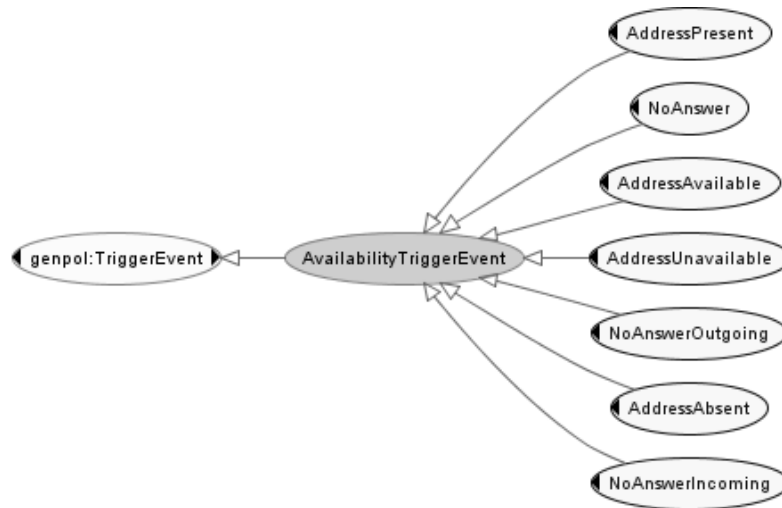 AddressPresent
NoAnswer
AddressAvailable
genpol:TriggerEvent
AvailabilityTriggerEvent
AddressUnavailable
NoAnswerOutgoing
AddressAbsent
NoAnswerIncoming